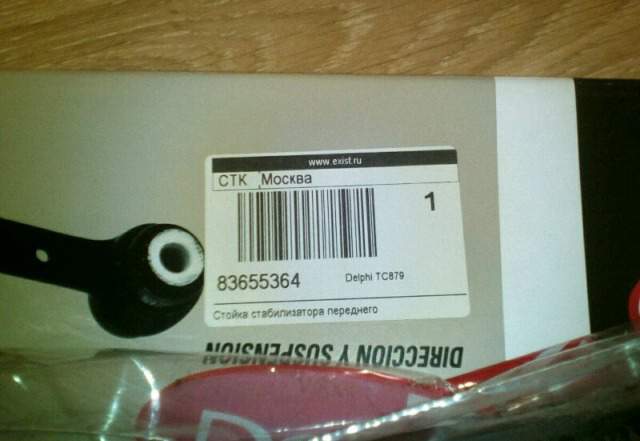 www.exist.ru
СТК ,Москва
1
83655364 Delphi TC879
Стойка стабилизатора переднего
DIRECCION Y SUSPENSION